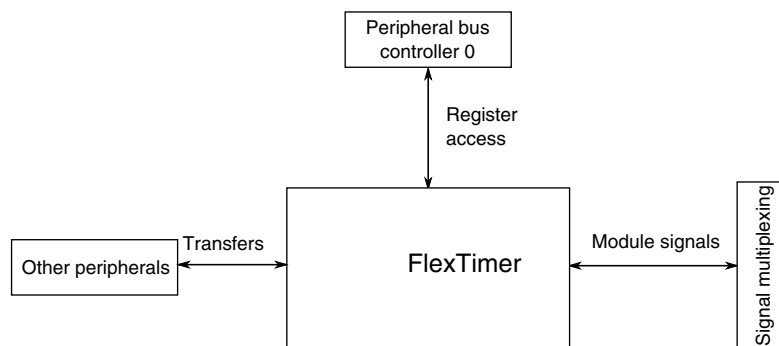 Peripheral bus
controller 0
Register
access
Transfers
Other peripherals
FlexTimer
Module signals
Signal multiplexing